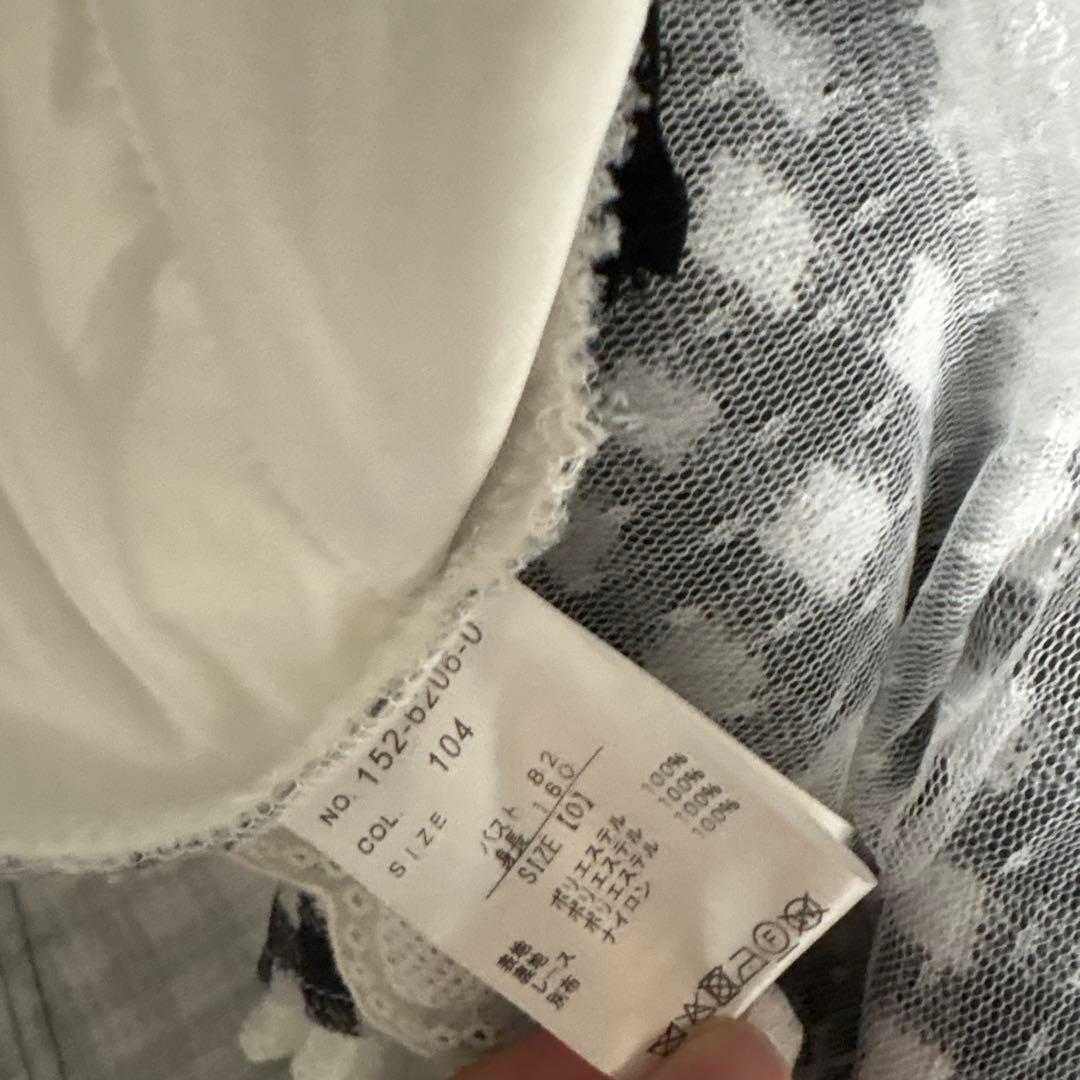 NO. 152-6206-0
COL. 104
SIZE
バスト 82
身長 160
SIZE【0】
表地 ポリエステル 100%
裏地 ポリエステル 100%
レース ポリエステル 100%
別布 ナイロン 100%
F